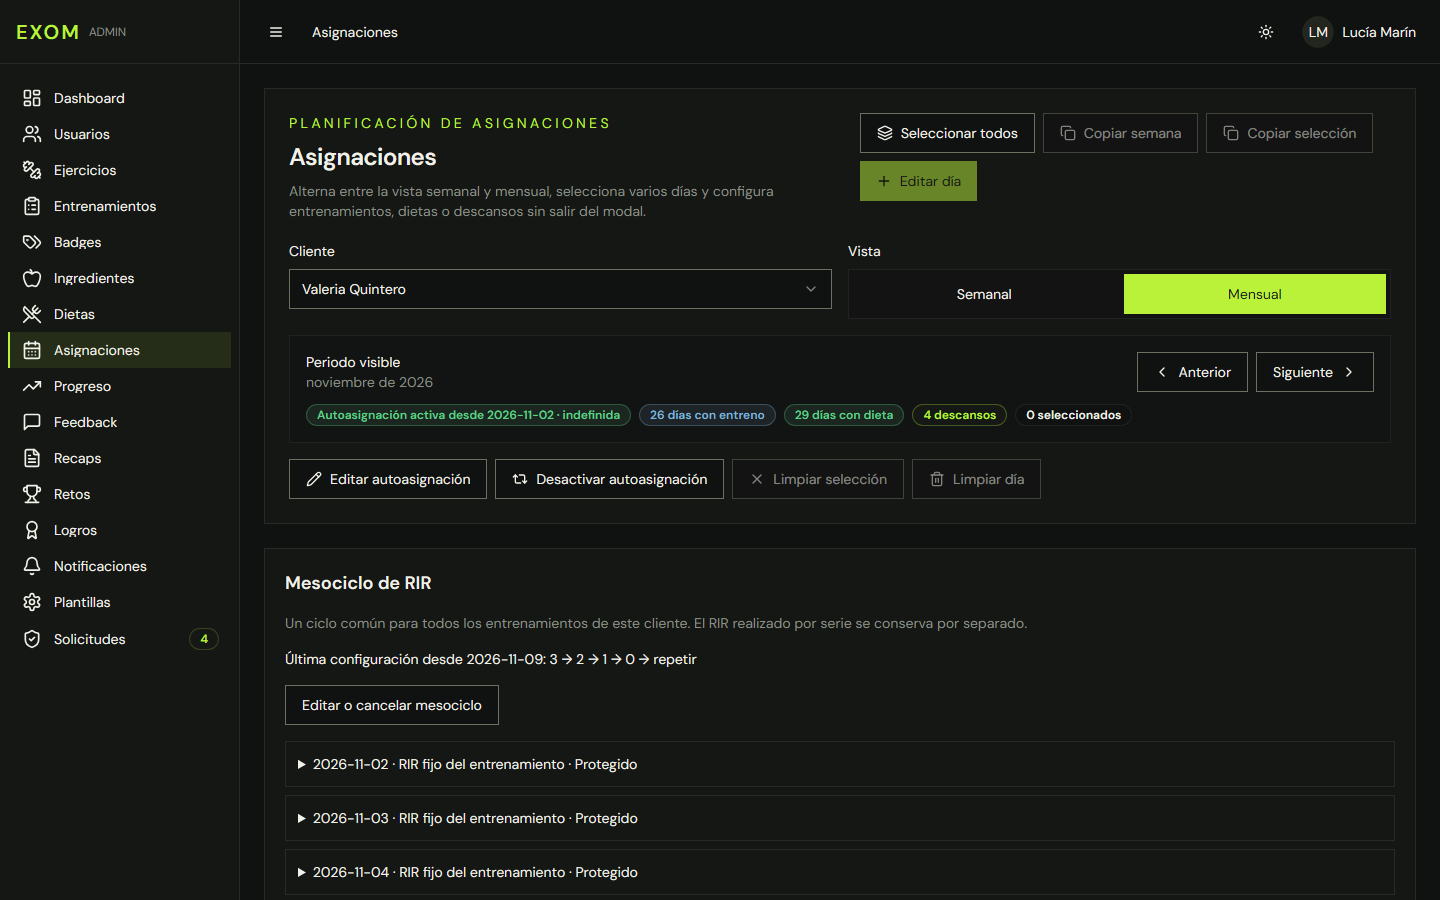 EXOM ADMIN
Asignaciones
LM Lucía Marín
Dashboard
Usuarios
Ejercicios
Entrenamientos
Badges
Ingredientes
Dietas
Asignaciones
Progreso
Feedback
Recaps
Retos
Logros
Notificaciones
Plantillas
Solicitudes 4
PLANIFICACIÓN DE ASIGNACIONES
Asignaciones
Alterna entre la vista semanal y mensual, selecciona varios días y configura
entrenamientos, dietas o descansos sin salir del modal.
Seleccionar todos Copiar semana Copiar selección
Editar día
Cliente
Valeria Quintero
Vista
Semanal Mensual
Periodo visible
noviembre de 2026
Anterior Siguiente
Autoasignación activa desde 2026-11-02 · indefinida 26 días con entreno 29 días con dieta 4 descansos 0 seleccionados
Editar autoasignación Desactivar autoasignación Limpiar selección Limpiar día
Mesociclo de RIR
Un ciclo común para todos los entrenamientos de este cliente. El RIR realizado por serie se conserva por separado.
Última configuración desde 2026-11-09: 3 → 2 → 1 → 0 → repetir
Editar o cancelar mesociclo
2026-11-02 · RIR fijo del entrenamiento · Protegido
2026-11-03 · RIR fijo del entrenamiento · Protegido
2026-11-04 · RIR fijo del entrenamiento · Protegido